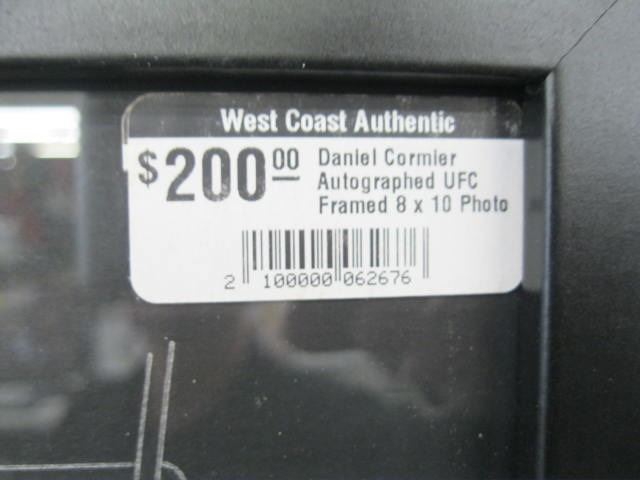 West Coast Authentic
$200.00 Daniel Cormier
Autographed UFC
Framed 8 x 10 Photo
2 100000 062676